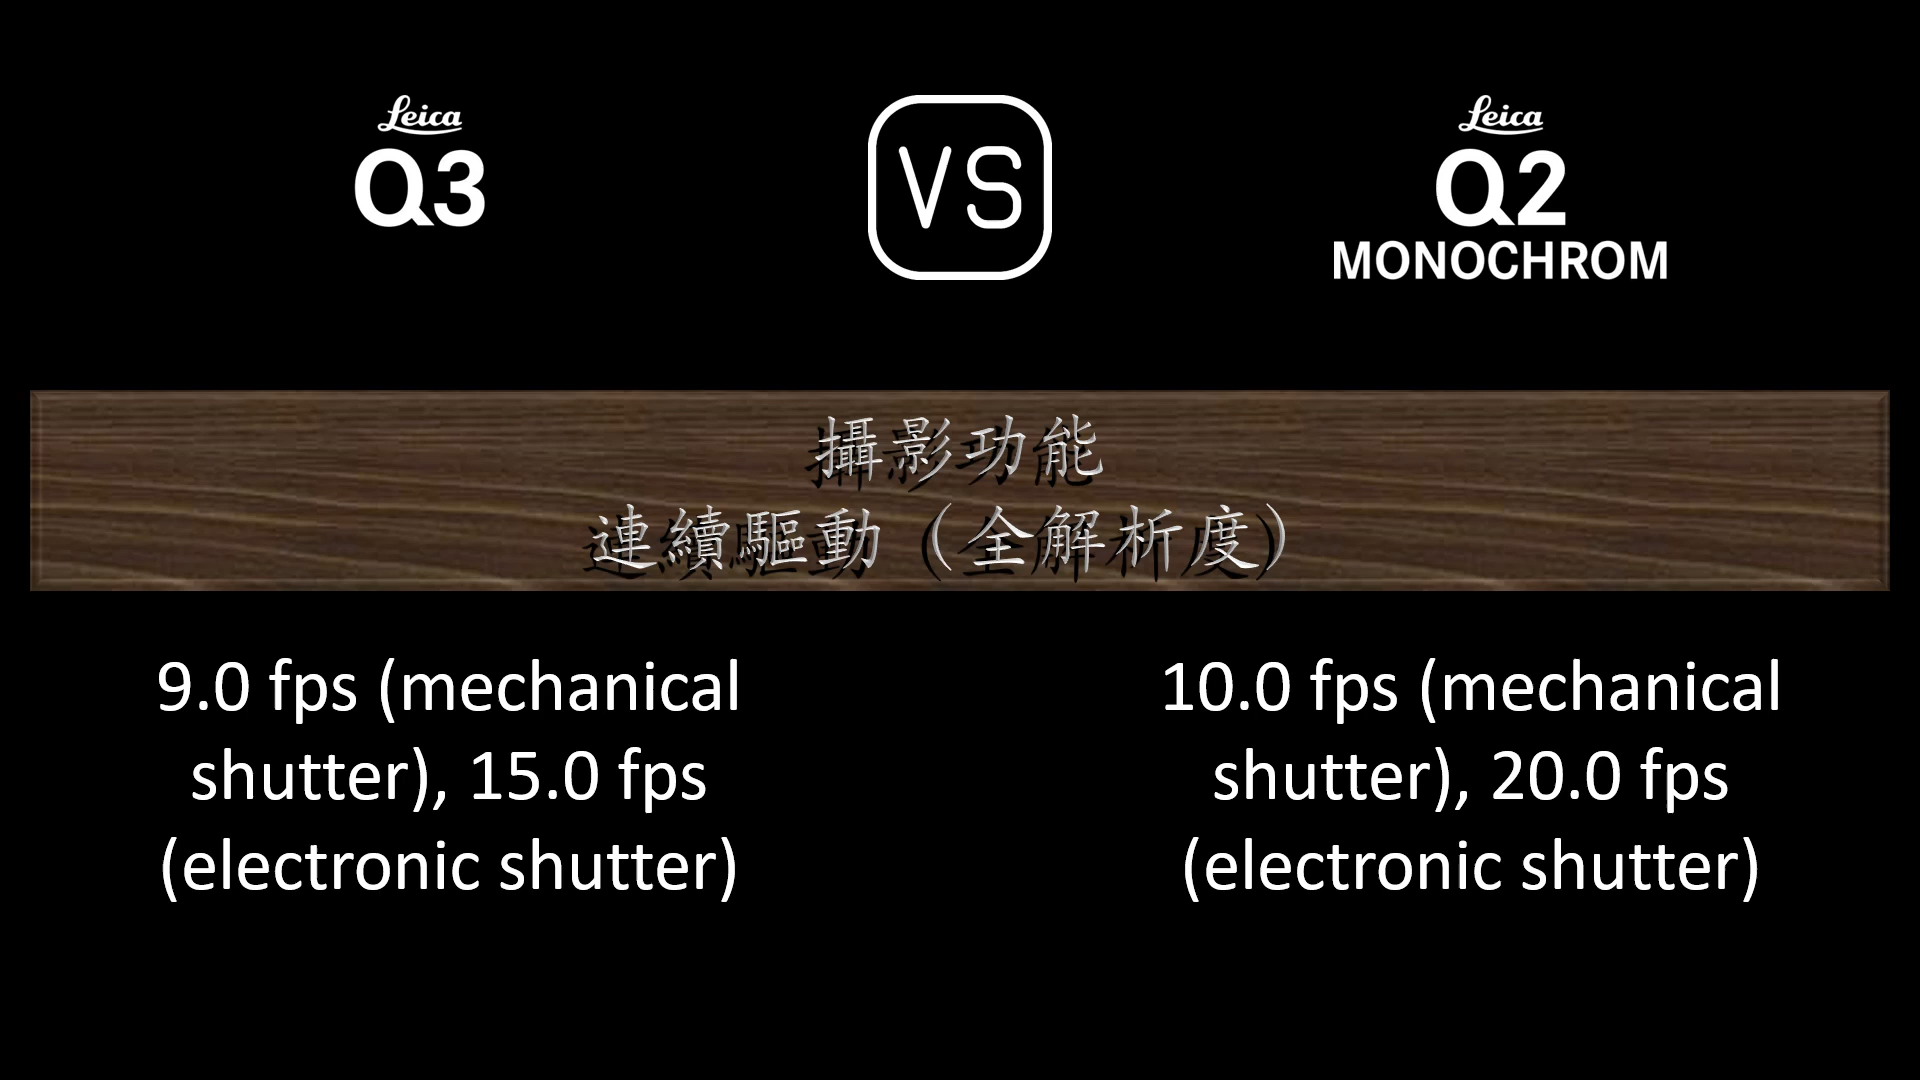 Leica
Q3
VS
Leica
Q2
MONOCHROM
攝影功能
連續驅動（全解析度）
9.0 fps (mechanical
shutter), 15.0 fps
(electronic shutter)
10.0 fps (mechanical
shutter), 20.0 fps
(electronic shutter)